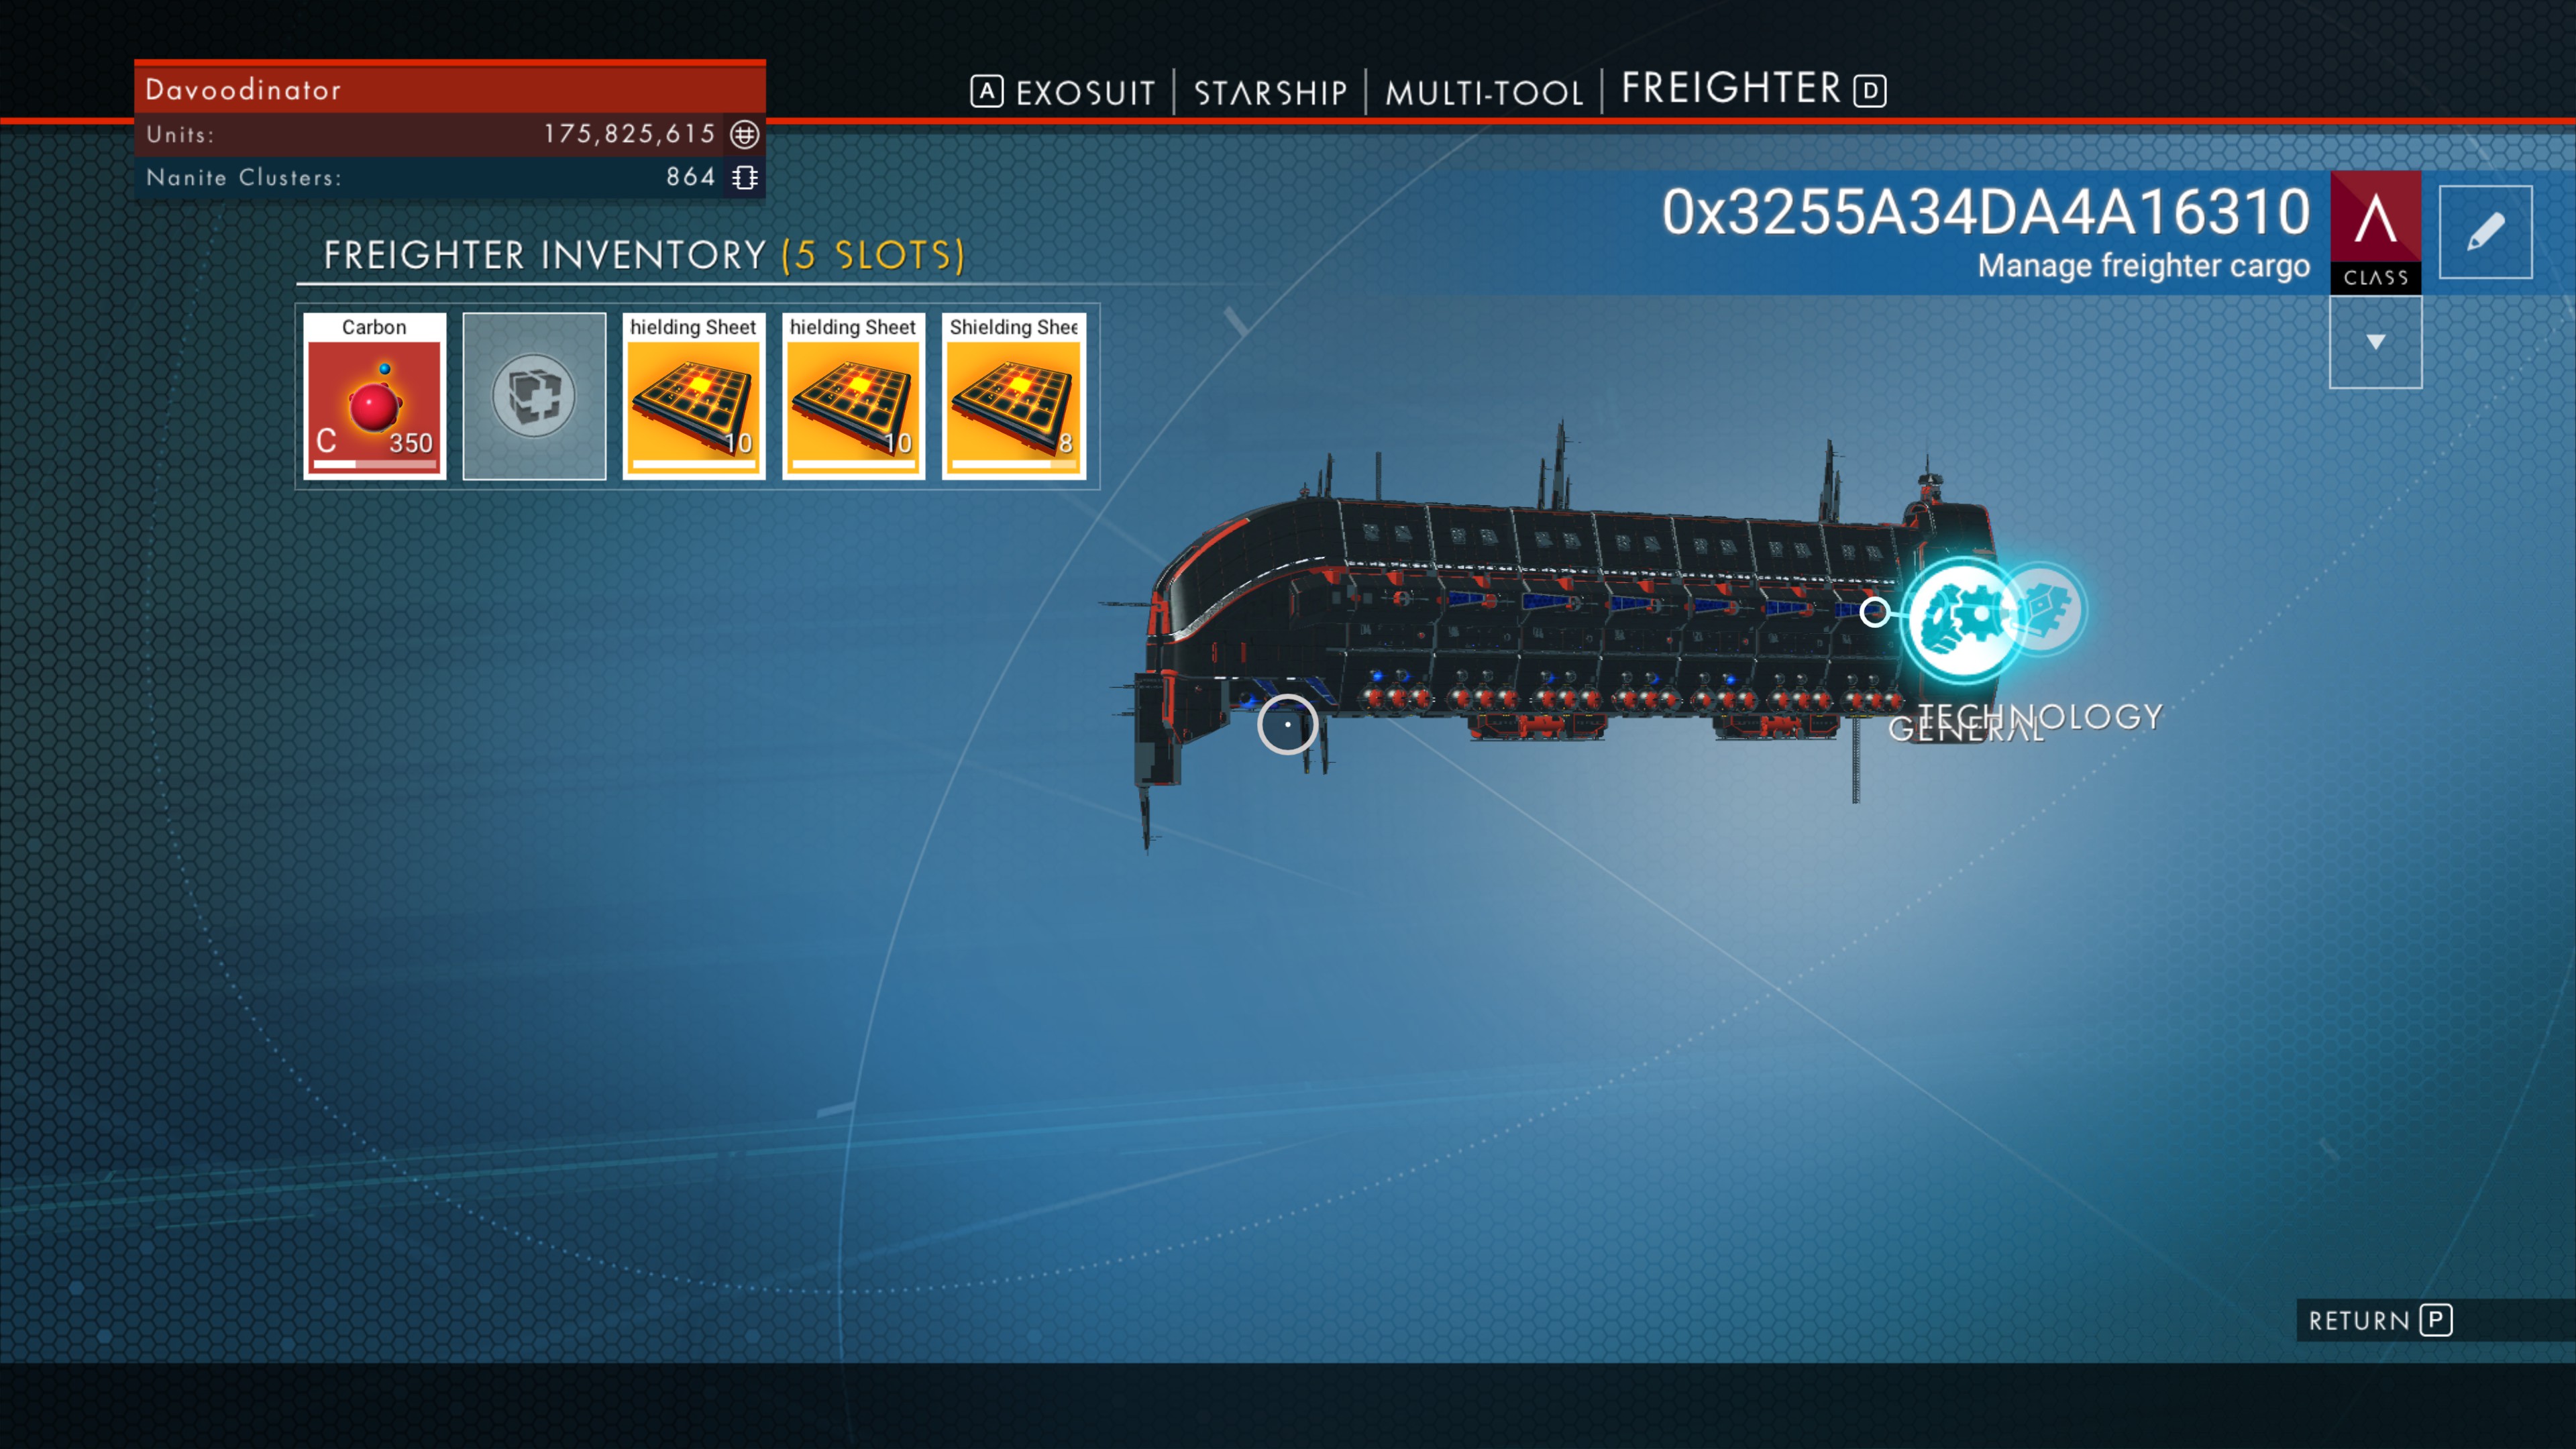 Davoodinator
Units: 175,825,615
Nanite Clusters: 864
A EXOSUIT STARSHIP MULTI-TOOL FREIGHTER D
0x3255A34DA4A16310
Manage freighter cargo
A
CLASS
FREIGHTER INVENTORY (5 SLOTS)
Carbon
C 350
hielding Sheet
10
hielding Sheet
10
Shielding Shee
8
TECHNOLOGY
GENERAL
RETURN P